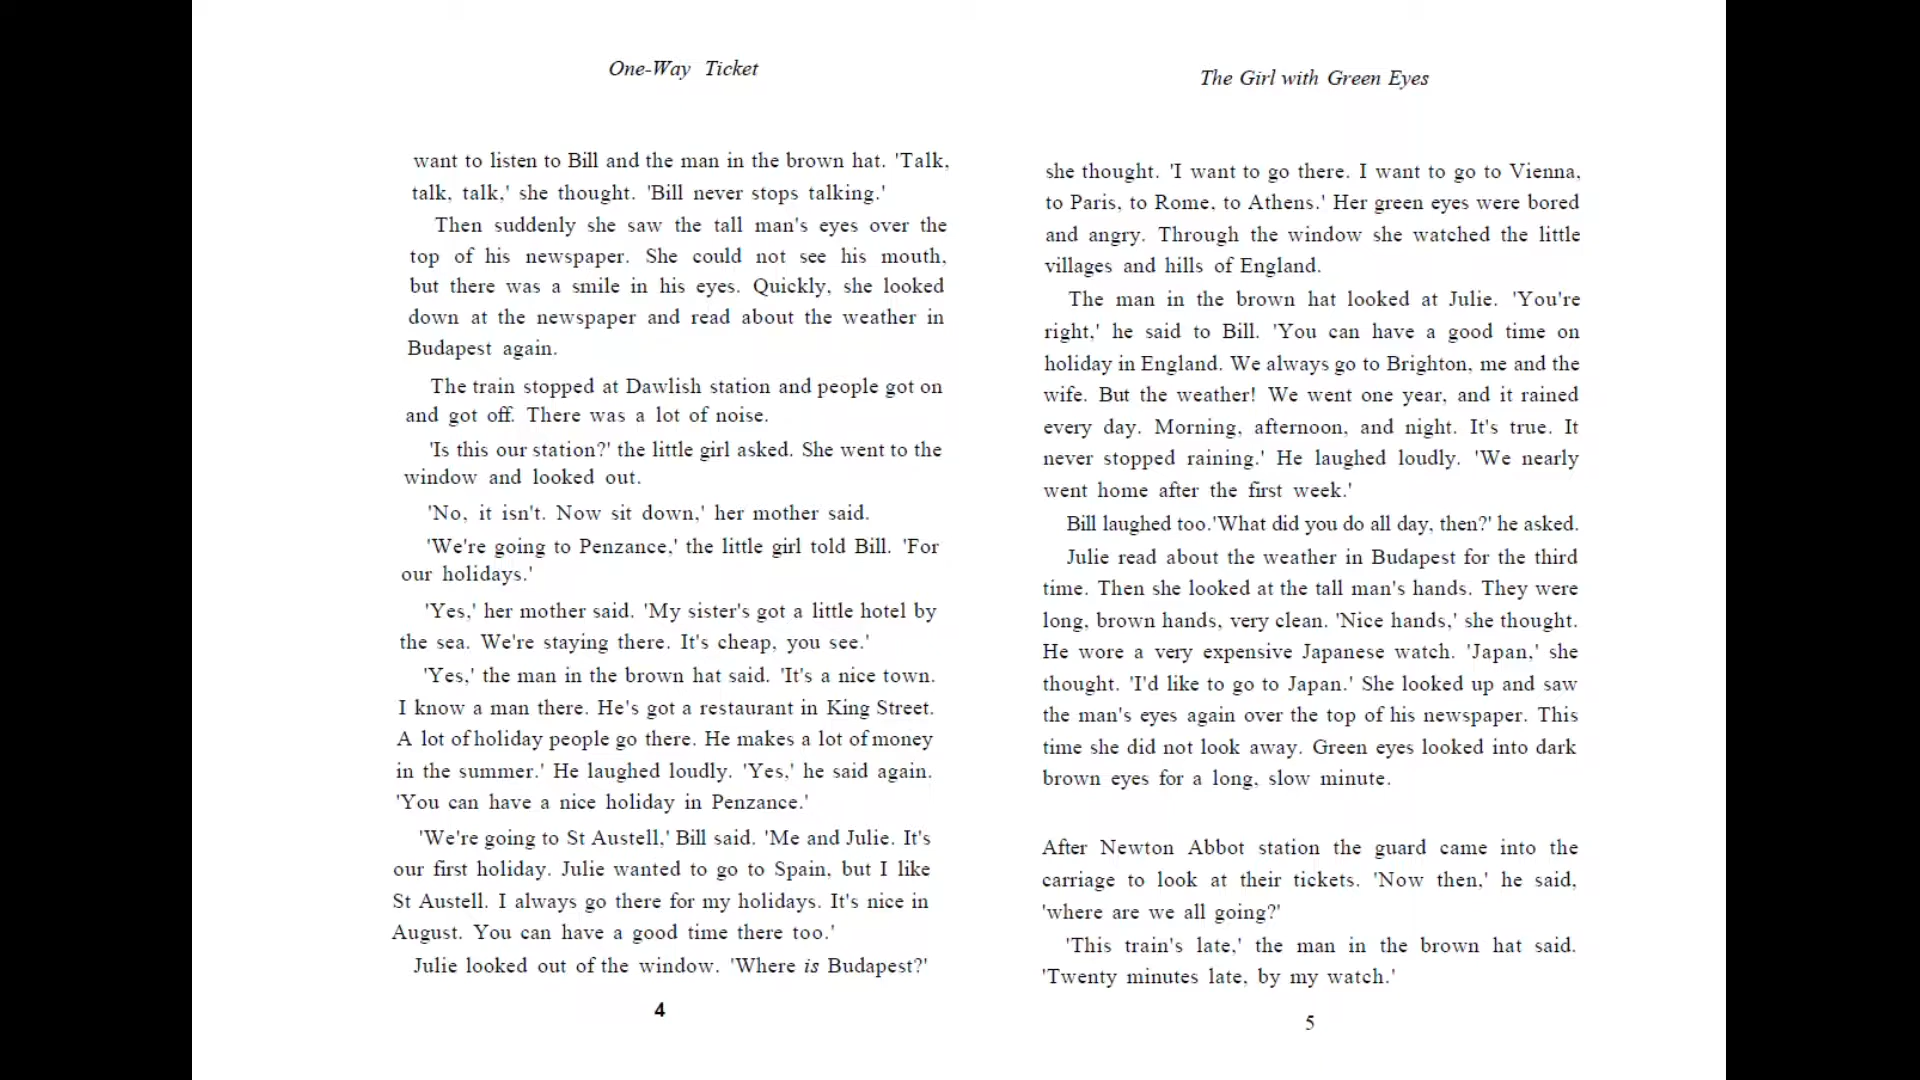 One-Way Ticket
want to listen to Bill and the man in the brown hat. 'Talk,
talk, talk,' she thought. 'Bill never stops talking.'
Then suddenly she saw the tall man's eyes over the
top of his newspaper. She could not see his mouth,
but there was a smile in his eyes. Quickly, she looked
down at the newspaper and read about the weather in
Budapest again.
The train stopped at Dawlish station and people got on
and got off. There was a lot of noise.
'Is this our station?' the little girl asked. She went to the
window and looked out.
'No, it isn't. Now sit down,' her mother said.
'We're going to Penzance,' the little girl told Bill. 'For
our holidays.'
'Yes,' her mother said. 'My sister's got a little hotel by
the sea. We're staying there. It's cheap, you see.'
'Yes,' the man in the brown hat said. 'It's a nice town.
I know a man there. He's got a restaurant in King Street.
A lot of holiday people go there. He makes a lot of money
in the summer.' He laughed loudly. 'Yes,' he said again.
'You can have a nice holiday in Penzance.'
'We're going to St Austell,' Bill said. 'Me and Julie. It's
our first holiday. Julie wanted to go to Spain, but I like
St Austell. I always go there for my holidays. It's nice in
August. You can have a good time there too.'
Julie looked out of the window. 'Where is Budapest?'
4
The Girl with Green Eyes
she thought. 'I want to go there. I want to go to Vienna,
to Paris, to Rome, to Athens.' Her green eyes were bored
and angry. Through the window she watched the little
villages and hills of England.
The man in the brown hat looked at Julie. 'You're
right,' he said to Bill. 'You can have a good time on
holiday in England. We always go to Brighton, me and the
wife. But the weather! We went one year, and it rained
every day. Morning, afternoon, and night. It's true. It
never stopped raining.' He laughed loudly. 'We nearly
went home after the first week.'
Bill laughed too.'What did you do all day, then?' he asked.
Julie read about the weather in Budapest for the third
time. Then she looked at the tall man's hands. They were
long, brown hands, very clean. 'Nice hands,' she thought.
He wore a very expensive Japanese watch. 'Japan,' she
thought. 'I'd like to go to Japan.' She looked up and saw
the man's eyes again over the top of his newspaper. This
time she did not look away. Green eyes looked into dark
brown eyes for a long, slow minute.
After Newton Abbot station the guard came into the
carriage to look at their tickets. 'Now then,' he said,
'where are we all going?'
'This train's late,' the man in the brown hat said.
'Twenty minutes late, by my watch.'
5